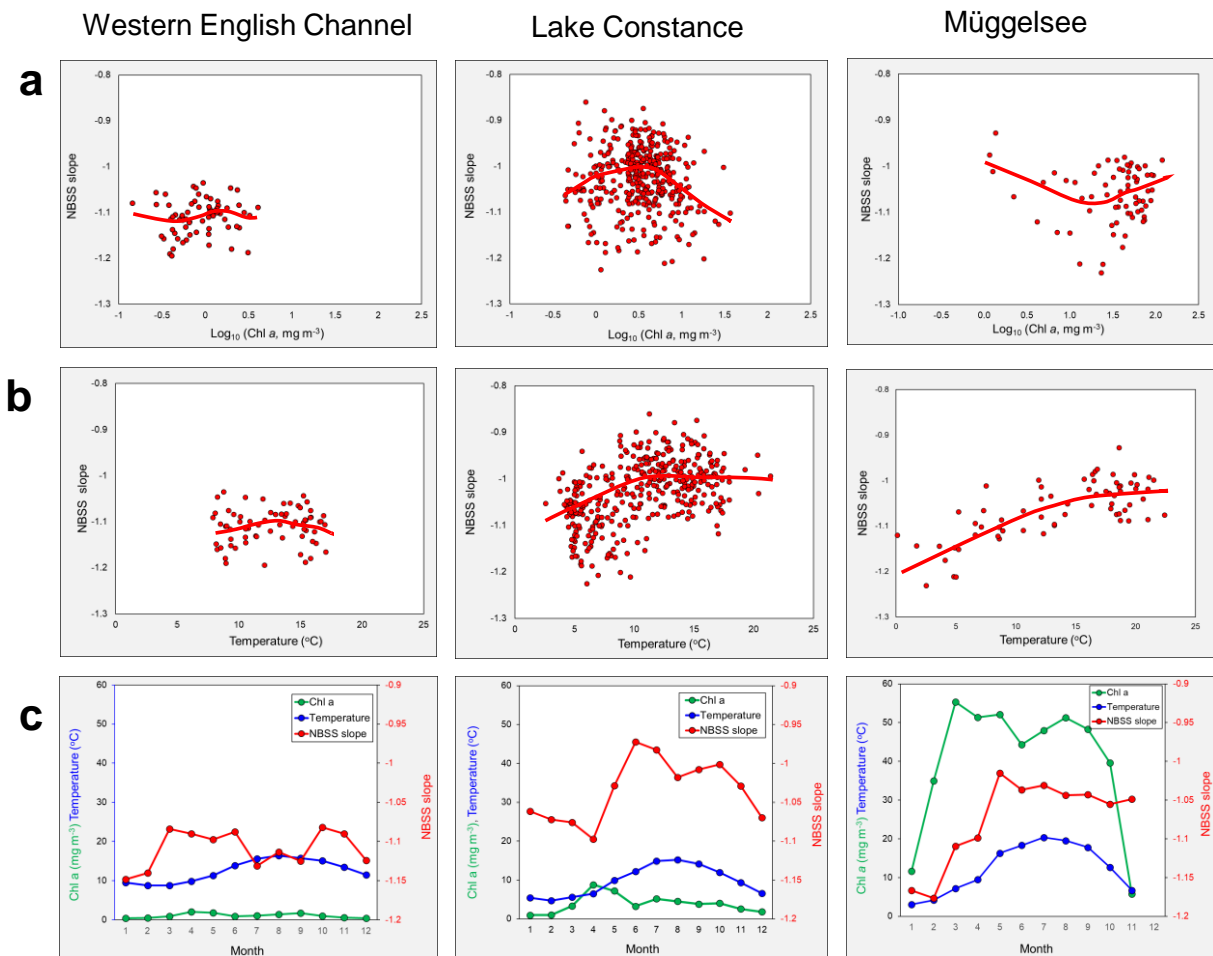 Western English Channel
Lake Constance
Müggelsee
a
-0.8
-0.9
-1
-1.1
-1.2
-1.3
NBSS slope
-1 -0.5 0.0 0.5 1.0 1.5 2.0 2.5
Log10 (Chl a, mg m-3)
-0.8
-0.9
-1
-1.1
-1.2
-1.3
NBSS slope
-1 -0.5 0.0 0.5 1.0 1.5 2.0 2.5
Log10 (Chl a, mg m-3)
-0.8
-0.9
-1
-1.1
-1.2
-1.3
NBSS slope
-1.0 -0.5 0.0 0.5 1.0 1.5 2.0 2.5
Log10 (Chl a, mg m-3)
b
-0.8
-0.9
-1
-1.1
-1.2
-1.3
NBSS slope
0 5 10 15 20 25
Temperature (oC)
-0.8
-0.9
-1
-1.1
-1.2
-1.3
NBSS slope
0 5 10 15 20 25
Temperature (oC)
-0.8
-0.9
-1
-1.1
-1.2
-1.3
NBSS slope
0 5 10 15 20 25
Temperature (oC)
c
60
50
40
30
20
10
0
Chl a (mg m-3) Temperature (oC)
Chl a
Temperature
NBSS slope
-0.9
-0.95
-1
-1.05
-1.1
-1.15
-1.2
NBSS slope
1 2 3 4 5 6 7 8 9 10 11 12
Month
60
50
40
30
20
10
0
Chl a (mg m-3), Temperature (oC)
Chl a
Temperature
NBSS slope
-0.9
-0.95
-1
-1.05
-1.1
-1.15
-1.2
NBSS slope
1 2 3 4 5 6 7 8 9 10 11 12
Month
60
50
40
30
20
10
0
Chl a (mg m-3) Temperature (oC)
Chl a
Temperature
NBSS slope
-0.9
-0.95
-1
-1.05
-1.1
-1.15
-1.2
NBSS slope
1 2 3 4 5 6 7 8 9 10 11 12
Month